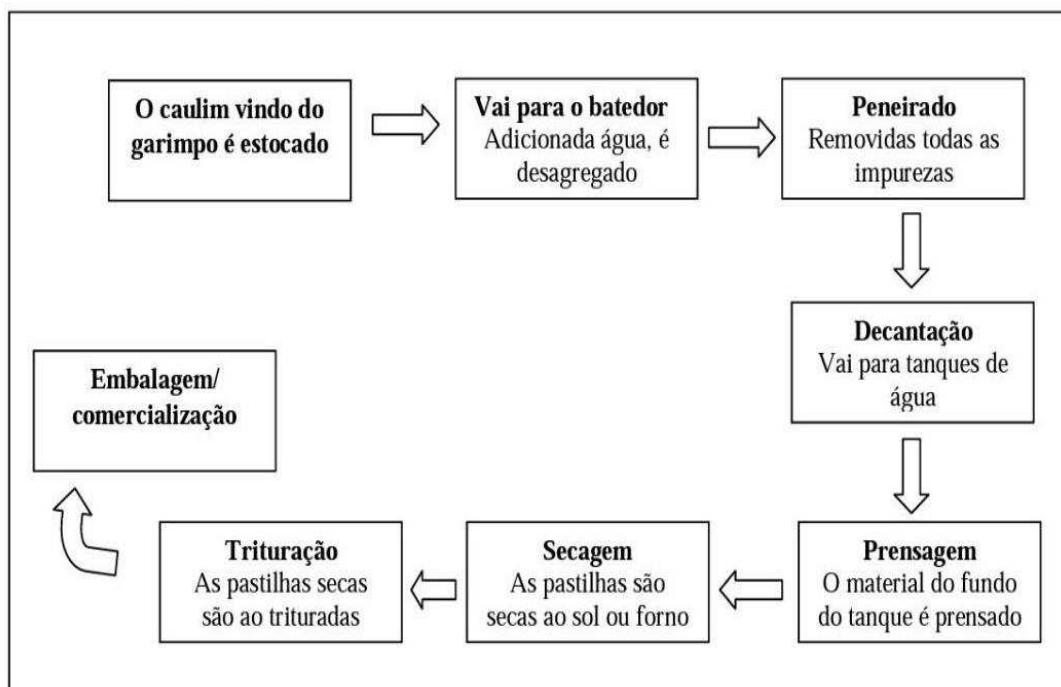 O caulim vindo do
garimpo é estocado
Vai para o batedor
Adicionada água, é
desagregado
Peneirado
Removidas todas as
impurezas
Decantação
Vai para tanques de
água
Prensagem
O material do fundo
do tanque é prensado
Secagem
As pastilhas são
secas ao sol ou forno
Trituração
As pastilhas secas
são ao trituradas
Embalagem/
comercialização